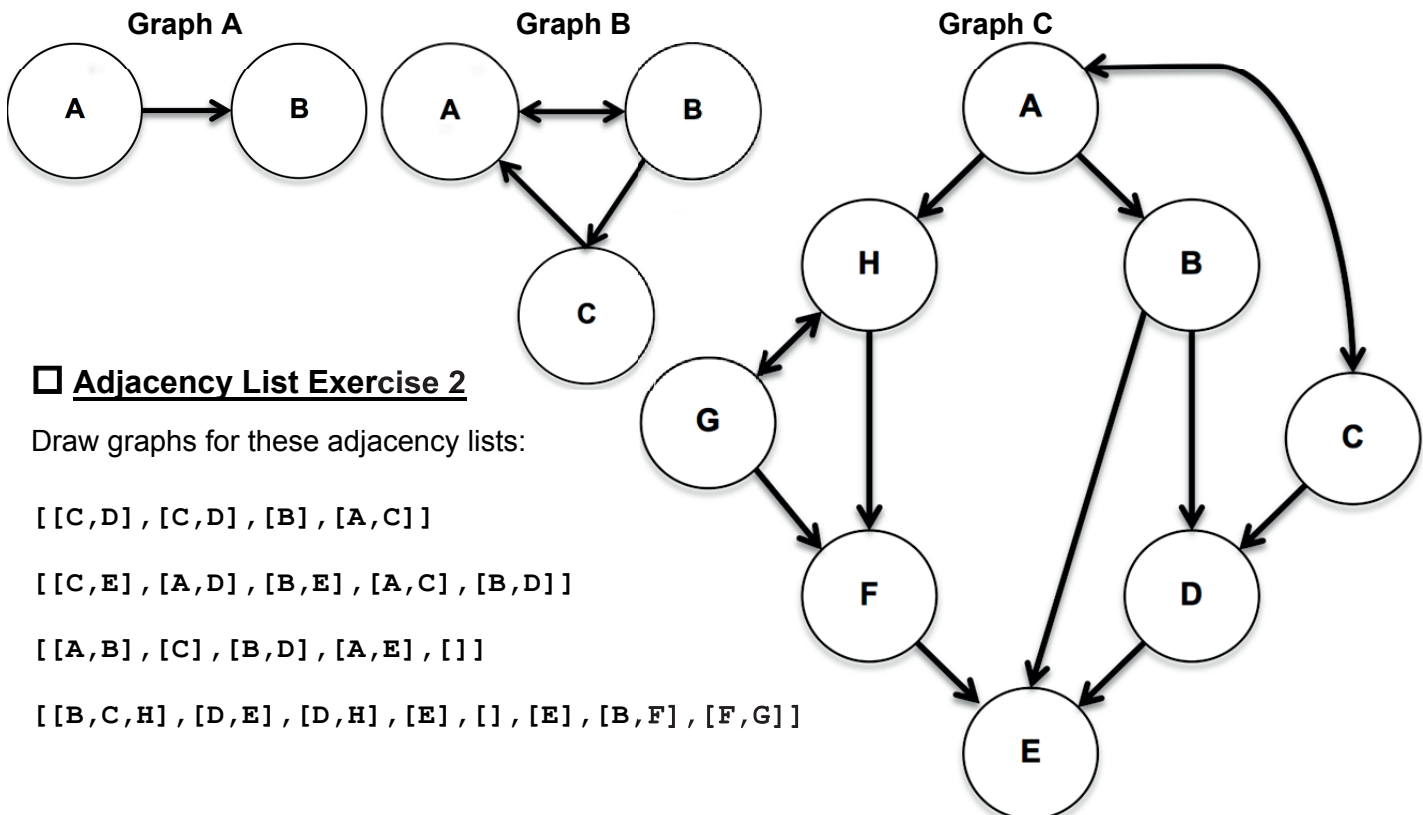 Graph A
Graph B
Graph C
A
B
A
B
C
A
H
B
G
C
F
D
E
☐ Adjacency List Exercise 2
Draw graphs for these adjacency lists:
[[C,D],[C,D],[B],[A,C]]
[[C,E],[A,D],[B,E],[A,C],[B,D]]
[[A,B],[C],[B,D],[A,E],[]]
[[B,C,H],[D,E],[D,H],[E],[],[E],[B,F],[F,G]]